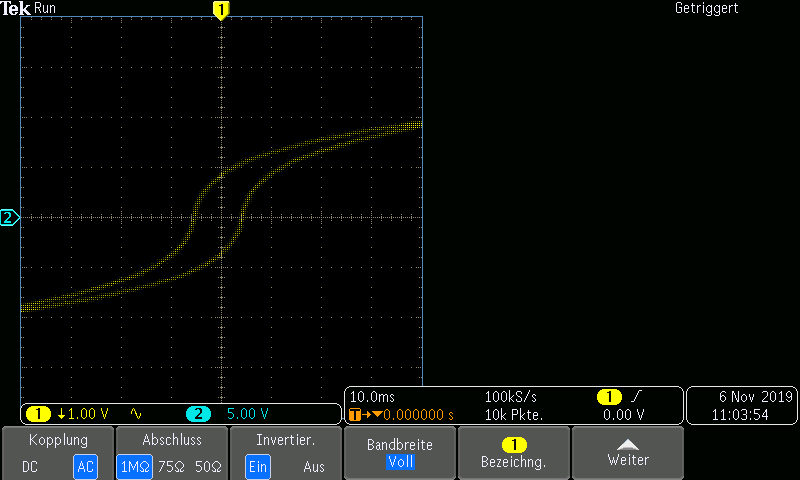 Tek Run
Getriggert
1
2
1 ↓1.00 V ∿ 2 5.00 V
10.0ms 100kS/s 1 ⌠
T→▼0.000000 s 10k Pkte. 0.00 V
6 Nov 2019
11:03:54
Kopplung
DC AC
Abschluss
1MΩ 75Ω 50Ω
Invertier.
Ein Aus
Bandbreite
Voll
1
Bezeichng.
Weiter